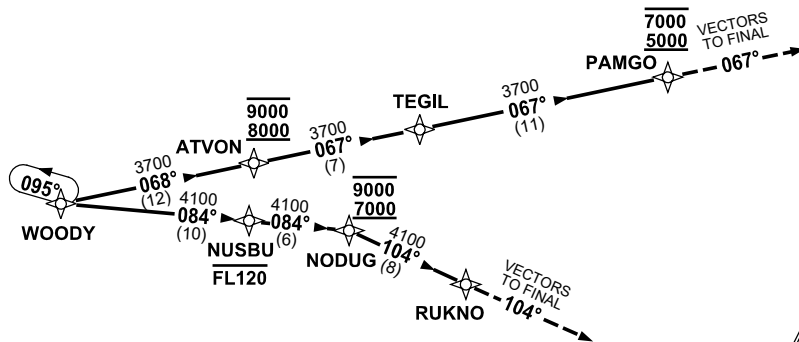 7000
5000
VECTORS
TO FINAL
PAMGO
067°
3700
067°
(11)
TEGIL
9000
8000
ATVON
3700
067°
(7)
3700
068°
(12)
095°
WOODY
4100
084°
(10)
NUSBU
FL120
4100
084°
(6)
9000
7000
NODUG
4100
104°
(8)
RUKNO
VECTORS
TO FINAL
104°